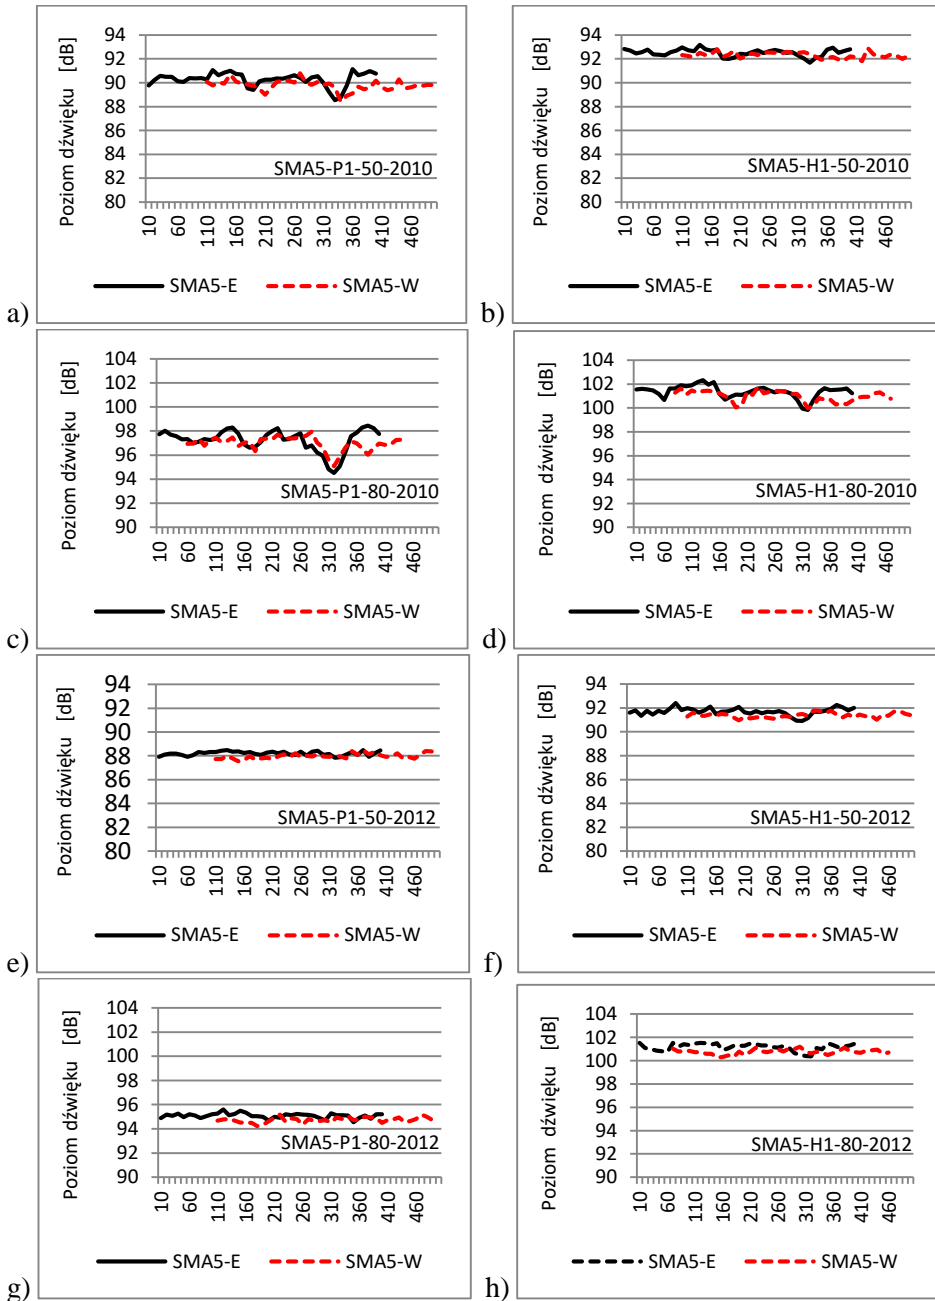 94
92
90
88
86
84
82
80
Poziom dźwięku [dB]
SMA5-P1-50-2010
10 60 110 160 210 260 310 360 410 460
SMA5-E SMA5-W
a)
94
92
90
88
86
84
82
80
Poziom dźwięku [dB]
SMA5-H1-50-2010
10 60 110 160 210 260 310 360 410 460
SMA5-E SMA5-W
b)
104
102
100
98
96
94
92
90
Poziom dźwięku [dB]
SMA5-P1-80-2010
10 60 110 160 210 260 310 360 410 460
SMA5-E SMA5-W
c)
104
102
100
98
96
94
92
90
Poziom dźwięku [dB]
SMA5-H1-80-2010
10 60 110 160 210 260 310 360 410 460
SMA5-E SMA5-W
d)
94
92
90
88
86
84
82
80
Poziom dźwięku [dB]
SMA5-P1-50-2012
10 60 110 160 210 260 310 360 410 460
SMA5-E SMA5-W
e)
94
92
90
88
86
84
82
80
Poziom dźwięku [dB]
SMA5-H1-50-2012
10 60 110 160 210 260 310 360 410 460
SMA5-E SMA5-W
f)
104
102
100
98
96
94
92
90
Poziom dźwięku [dB]
SMA5-P1-80-2012
10 60 110 160 210 260 310 360 410 460
SMA5-E SMA5-W
g)
104
102
100
98
96
94
92
90
Poziom dźwięku [dB]
SMA5-H1-80-2012
10 60 110 160 210 260 310 360 410 460
SMA5-E SMA5-W
h)